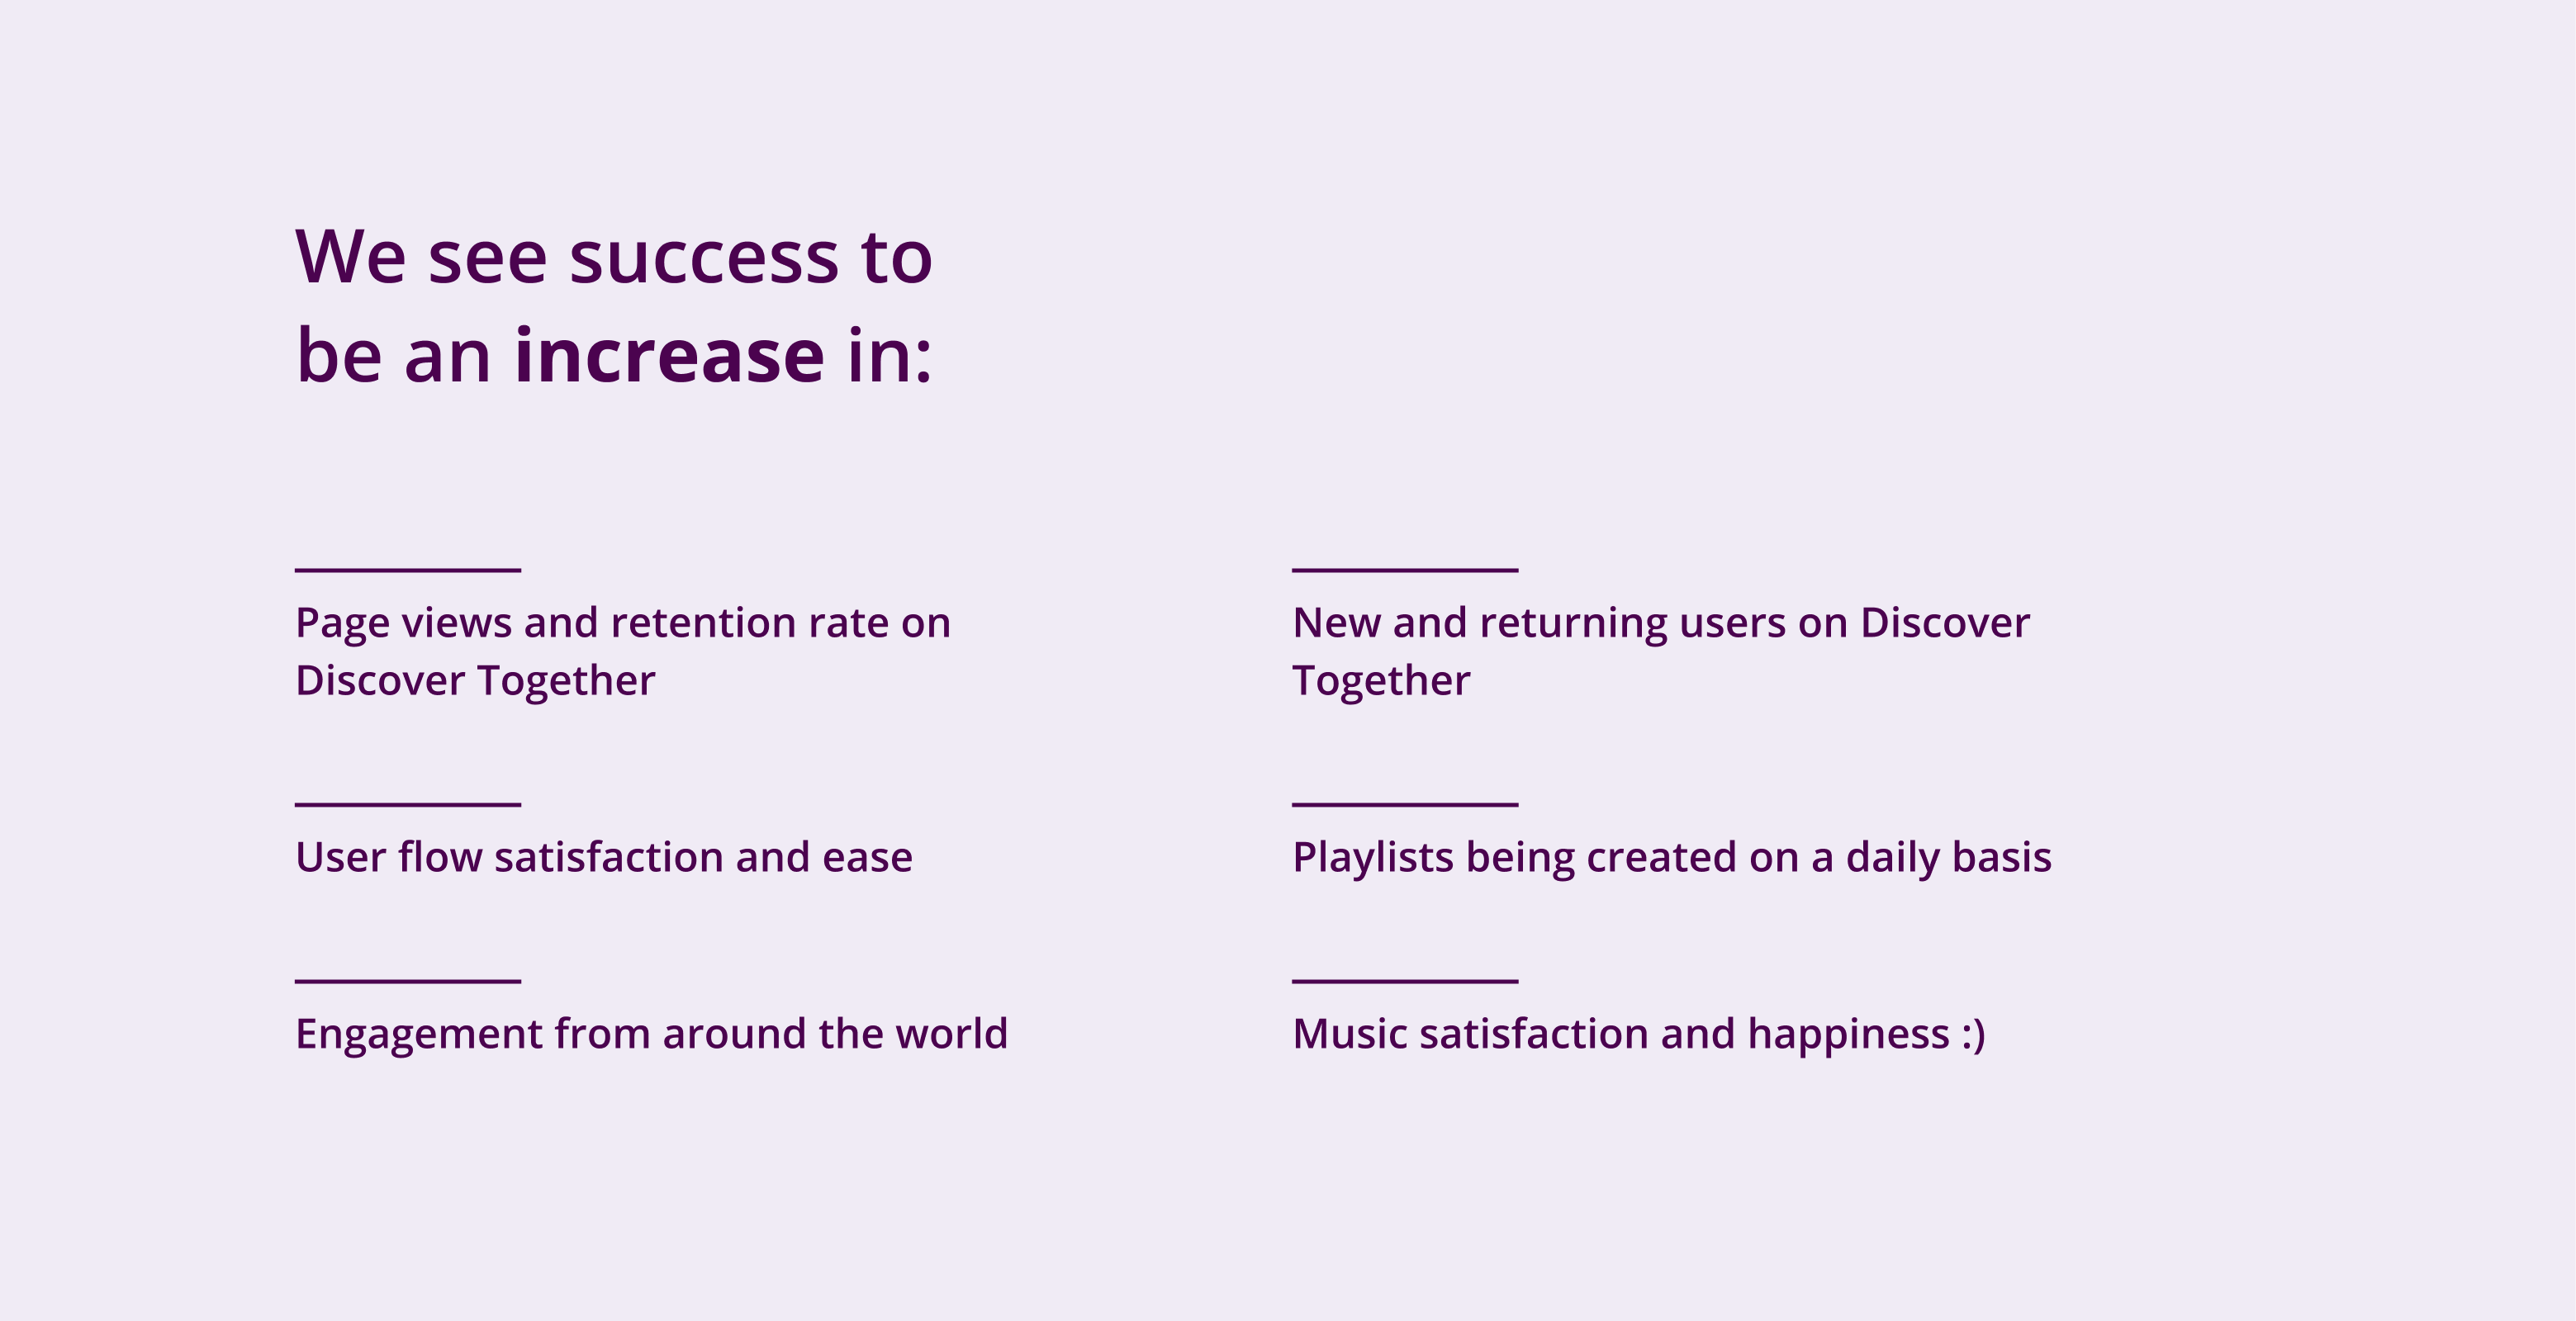 We see success to
be an increase in:
Page views and retention rate on
Discover Together
User flow satisfaction and ease
Engagement from around the world
New and returning users on Discover
Together
Playlists being created on a daily basis
Music satisfaction and happiness :)